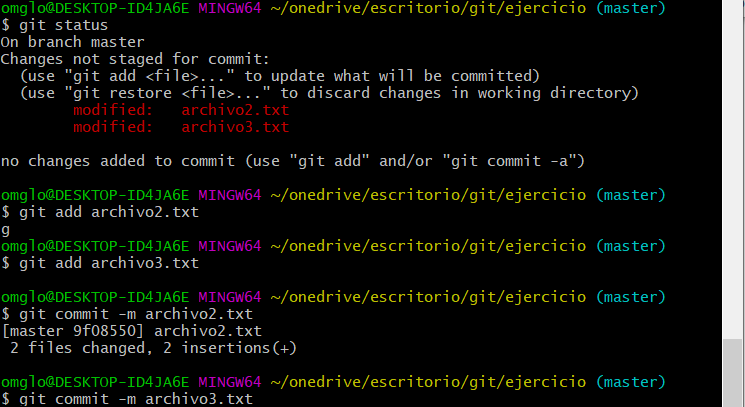 omglo@DESKTOP-ID4JA6E MINGW64 ~/onedrive/escritorio/git/ejercicio (master)
$ git status
On branch master
Changes not staged for commit:
  (use "git add <file>..." to update what will be committed)
  (use "git restore <file>..." to discard changes in working directory)
        modified:   archivo2.txt
        modified:   archivo3.txt

no changes added to commit (use "git add" and/or "git commit -a")

omglo@DESKTOP-ID4JA6E MINGW64 ~/onedrive/escritorio/git/ejercicio (master)
$ git add archivo2.txt
g
omglo@DESKTOP-ID4JA6E MINGW64 ~/onedrive/escritorio/git/ejercicio (master)
$ git add archivo3.txt

omglo@DESKTOP-ID4JA6E MINGW64 ~/onedrive/escritorio/git/ejercicio (master)
$ git commit -m archivo2.txt
[master 9f08550] archivo2.txt
 2 files changed, 2 insertions(+)

omglo@DESKTOP-ID4JA6E MINGW64 ~/onedrive/escritorio/git/ejercicio (master)
$ git commit -m archivo3.txt